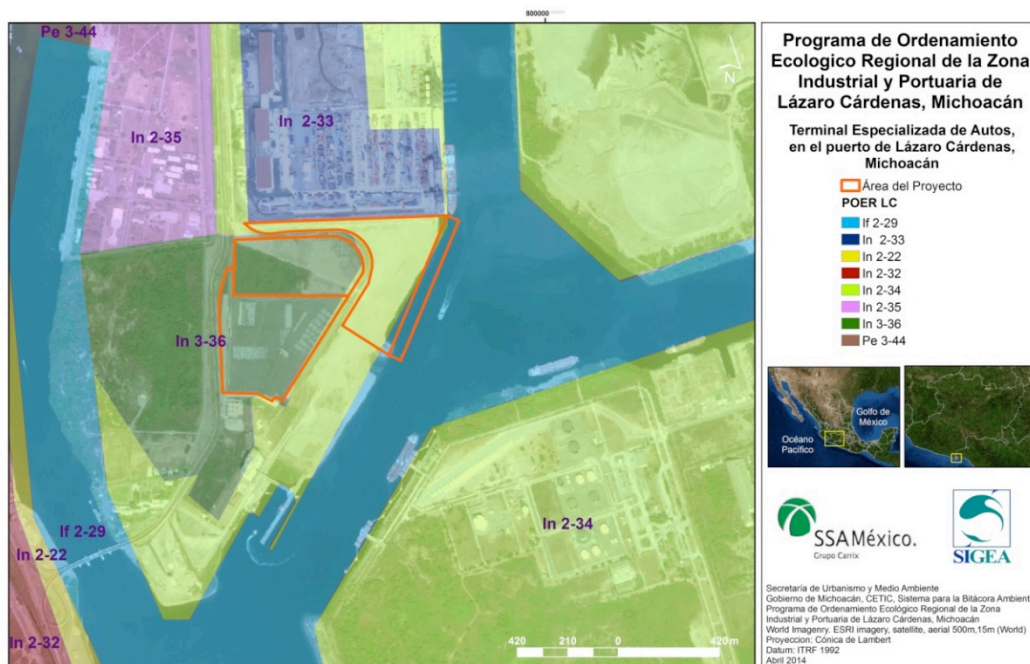 800000
Pe 3-44
In 2-35
In 2-33
In 3-36
In 2-34
If 2-29
In 2-22
In 2-32
420 210 0 420m
N
Programa de Ordenamiento
Ecologico Regional de la Zona
Industrial y Portuaria de
Lázaro Cárdenas, Michoacán
Terminal Especializada de Autos,
en el puerto de Lázaro Cárdenas,
Michoacán
Área del Proyecto
POER LC
If 2-29
In 2-33
In 2-22
In 2-32
In 2-34
In 2-35
In 3-36
Pe 3-44
Golfo de
México
Océano
Pacífico
SSAMéxico.
Grupo Carrix
SIGEA
Secretaría de Urbanismo y Medio Ambiente
Gobierno de Michoacán, CETIC, Sistema para la Bitácora Ambient
Programa de Ordenamiento Ecológico Regional de la Zona
Industrial y Portuaria de Lázaro Cárdenas, Michoacán
World Imagenry. ESRI imagery, satellite, aerial 500m,15m (World)
Proyeccion: Cónica de Lambert
Datum: ITRF 1992
Abril 2014